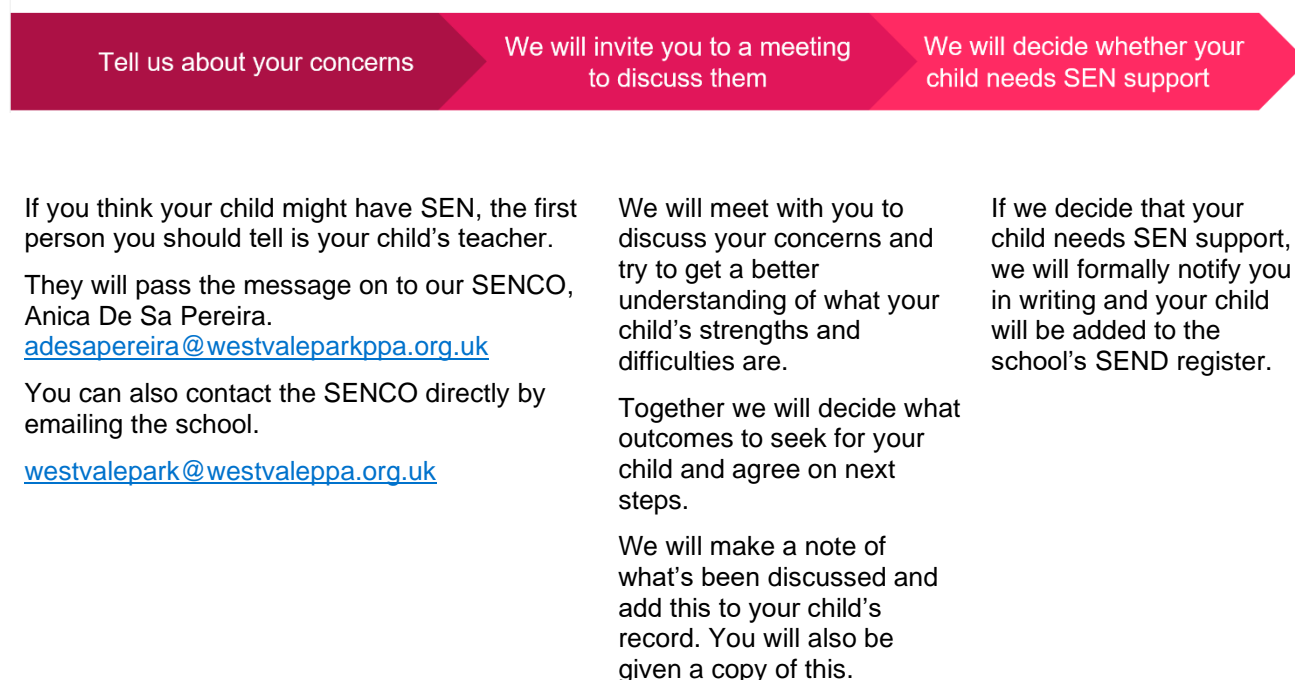 Tell us about your concerns
We will invite you to a meeting
to discuss them
We will decide whether your
child needs SEN support
If you think your child might have SEN, the first
person you should tell is your child's teacher.
They will pass the message on to our SENCO,
Anica De Sa Pereira.
adesapereira@westvaleparkppa.org.uk
You can also contact the SENCO directly by
emailing the school.
westvalepark@westvaleppa.org.uk
We will meet with you to
discuss your concerns and
try to get a better
understanding of what your
child's strengths and
difficulties are.
Together we will decide what
outcomes to seek for your
child and agree on next
steps.
We will make a note of
what's been discussed and
add this to your child's
record. You will also be
given a copy of this.
If we decide that your
child needs SEN support,
we will formally notify you
in writing and your child
will be added to the
school's SEND register.